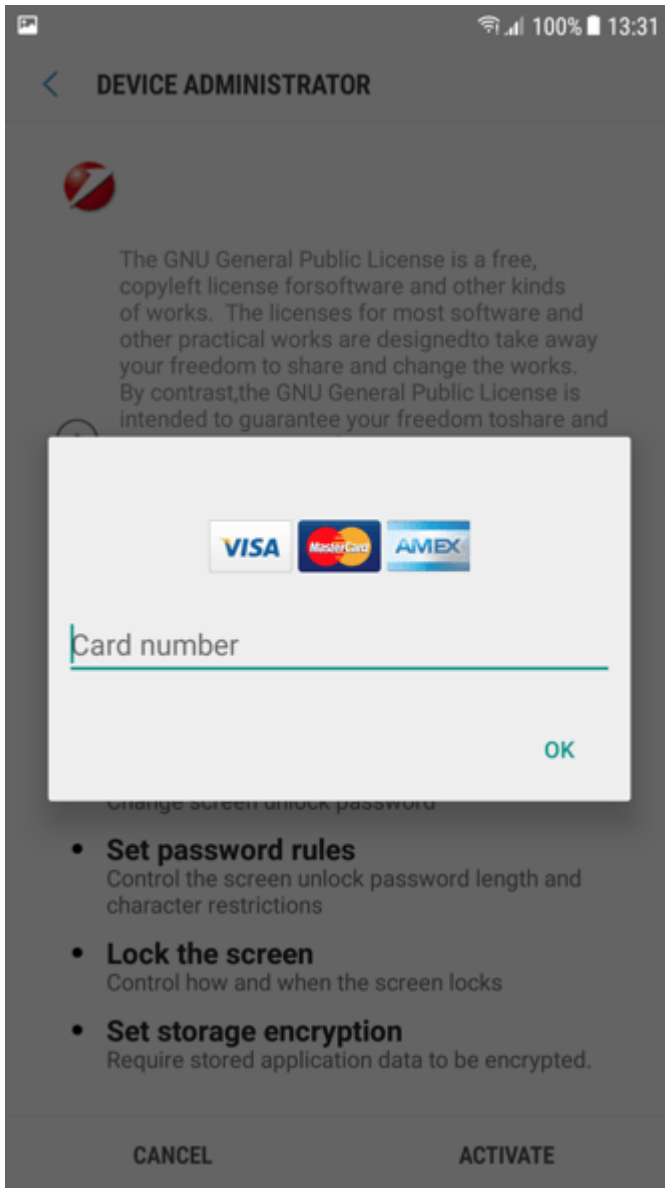 100% 13:31
DEVICE ADMINISTRATOR
The GNU General Public License is a free,
copyleft license forsoftware and other kinds
of works. The licenses for most software and
other practical works are designedto take away
your freedom to share and change the works.
By contrast,the GNU General Public License is
intended to guarantee your freedom toshare and
VISA MasterCard AMEX
Card number
OK
Change screen unlock password
Set password rules
Control the screen unlock password length and
character restrictions
Lock the screen
Control how and when the screen locks
Set storage encryption
Require stored application data to be encrypted.
CANCEL ACTIVATE